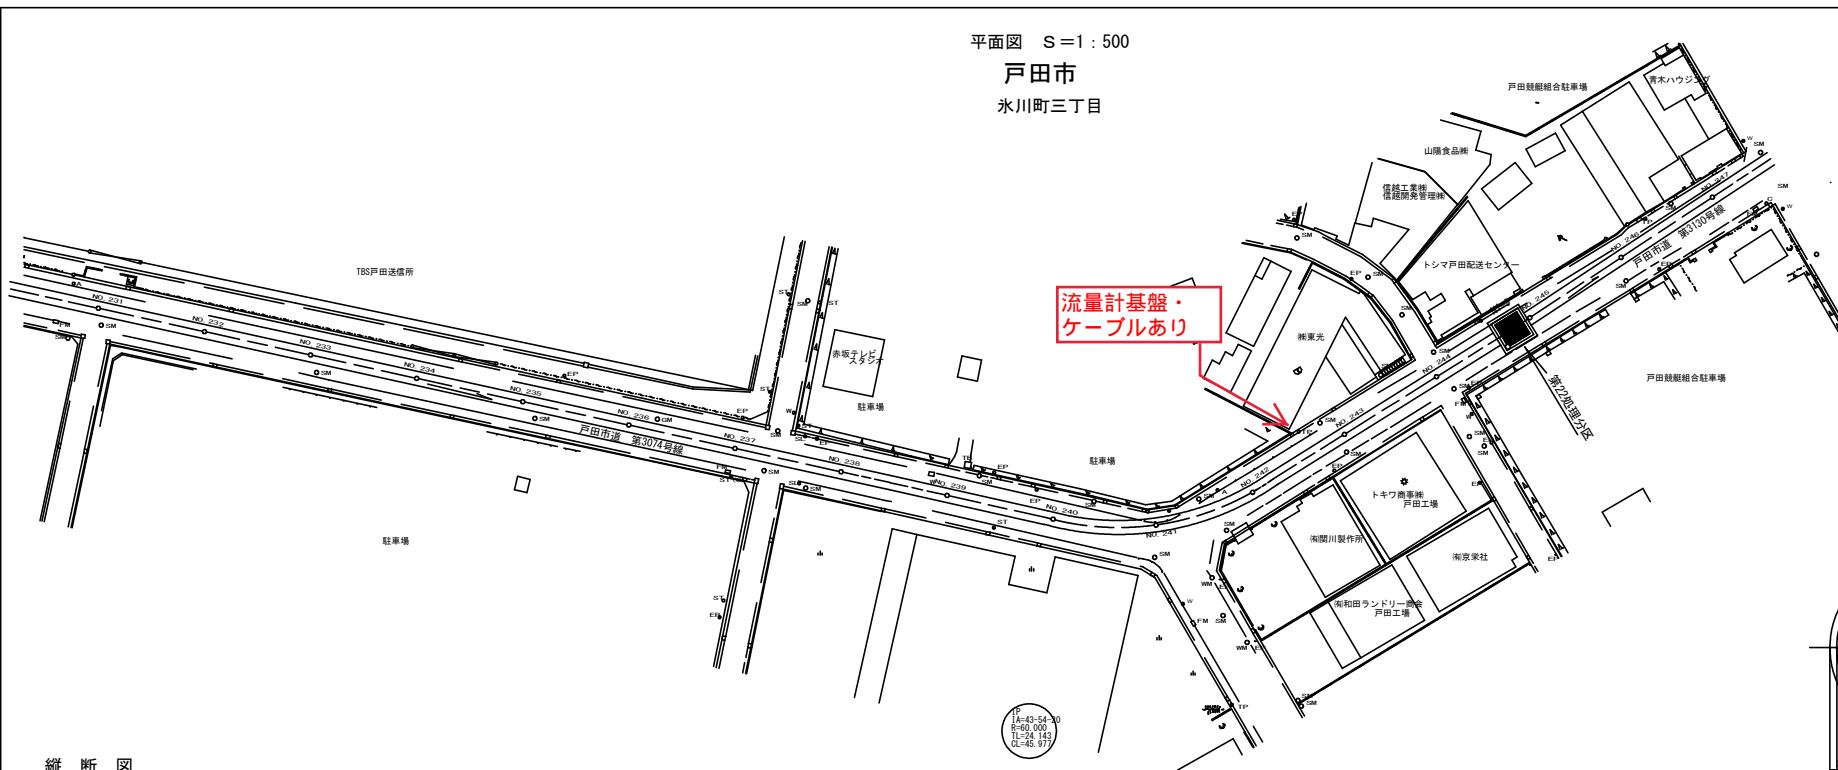 平面図 S=1:500
戸田市
氷川町三丁目
戸田競艇組合駐車場
青木ハウジング
山陽食品㈱
信越工業㈱
信越開発管理㈱
トシマ戸田配送センター
戸田市道 第3130号線
TBS戸田送信所
流量計基盤・
ケーブルあり
㈱東光
赤坂テレビ
スタジオ
駐車場
戸田競艇組合駐車場
第22処理分区
戸田市道 第3074号線
駐車場
駐車場
トキワ商事㈱
戸田工場
㈲関川製作所
㈲京栄社
㈲和田ランドリー商会
戸田工場
NO.231
NO.232
NO.233
NO.234
NO.235
NO.236
NO.237
NO.238
NO.239
NO.240
NO.241
NO.242
NO.243
NO.244
NO.245
NO.246
NO.247
IP
IA=43-54-20
R=60.000
TL=24.143
CL=45.977
縦断図